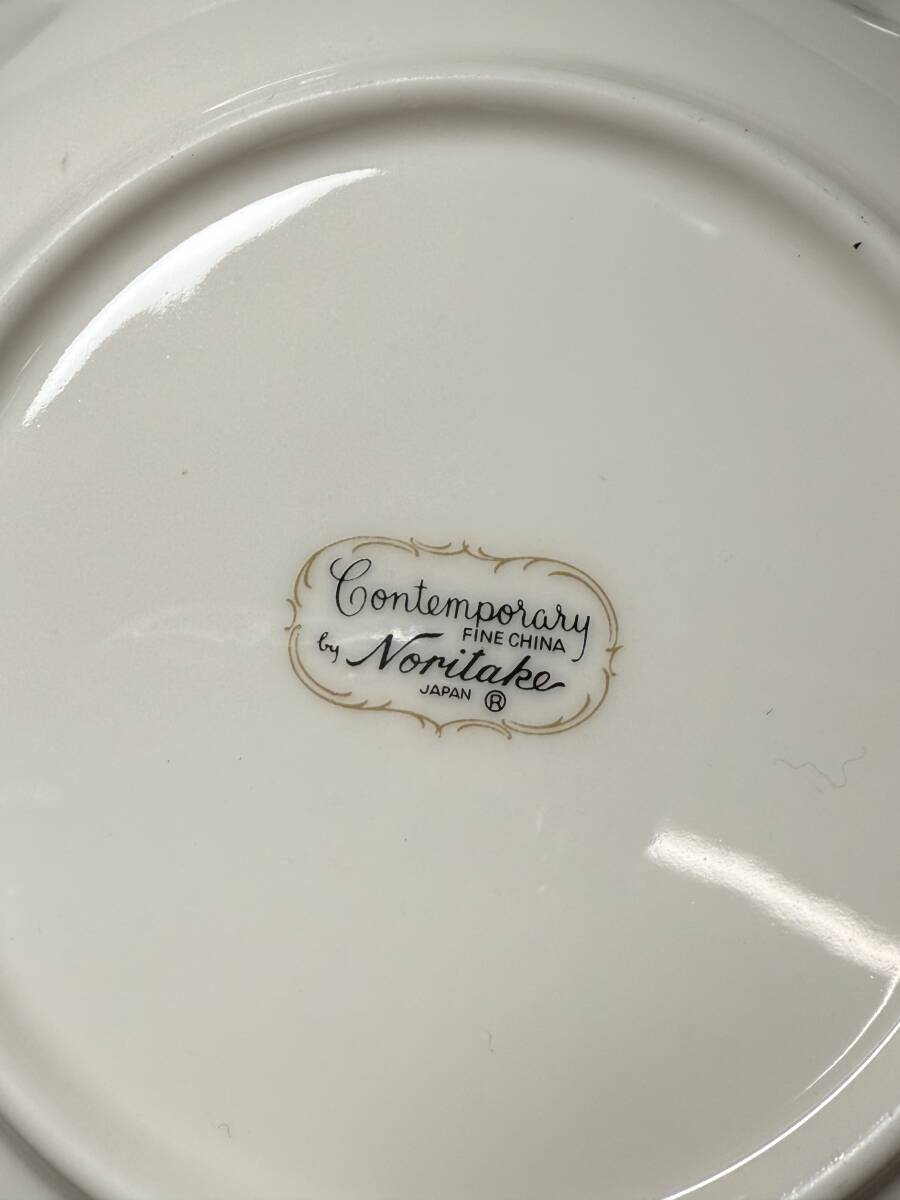 Contemporary
FINE CHINA
by Noritake
JAPAN ®